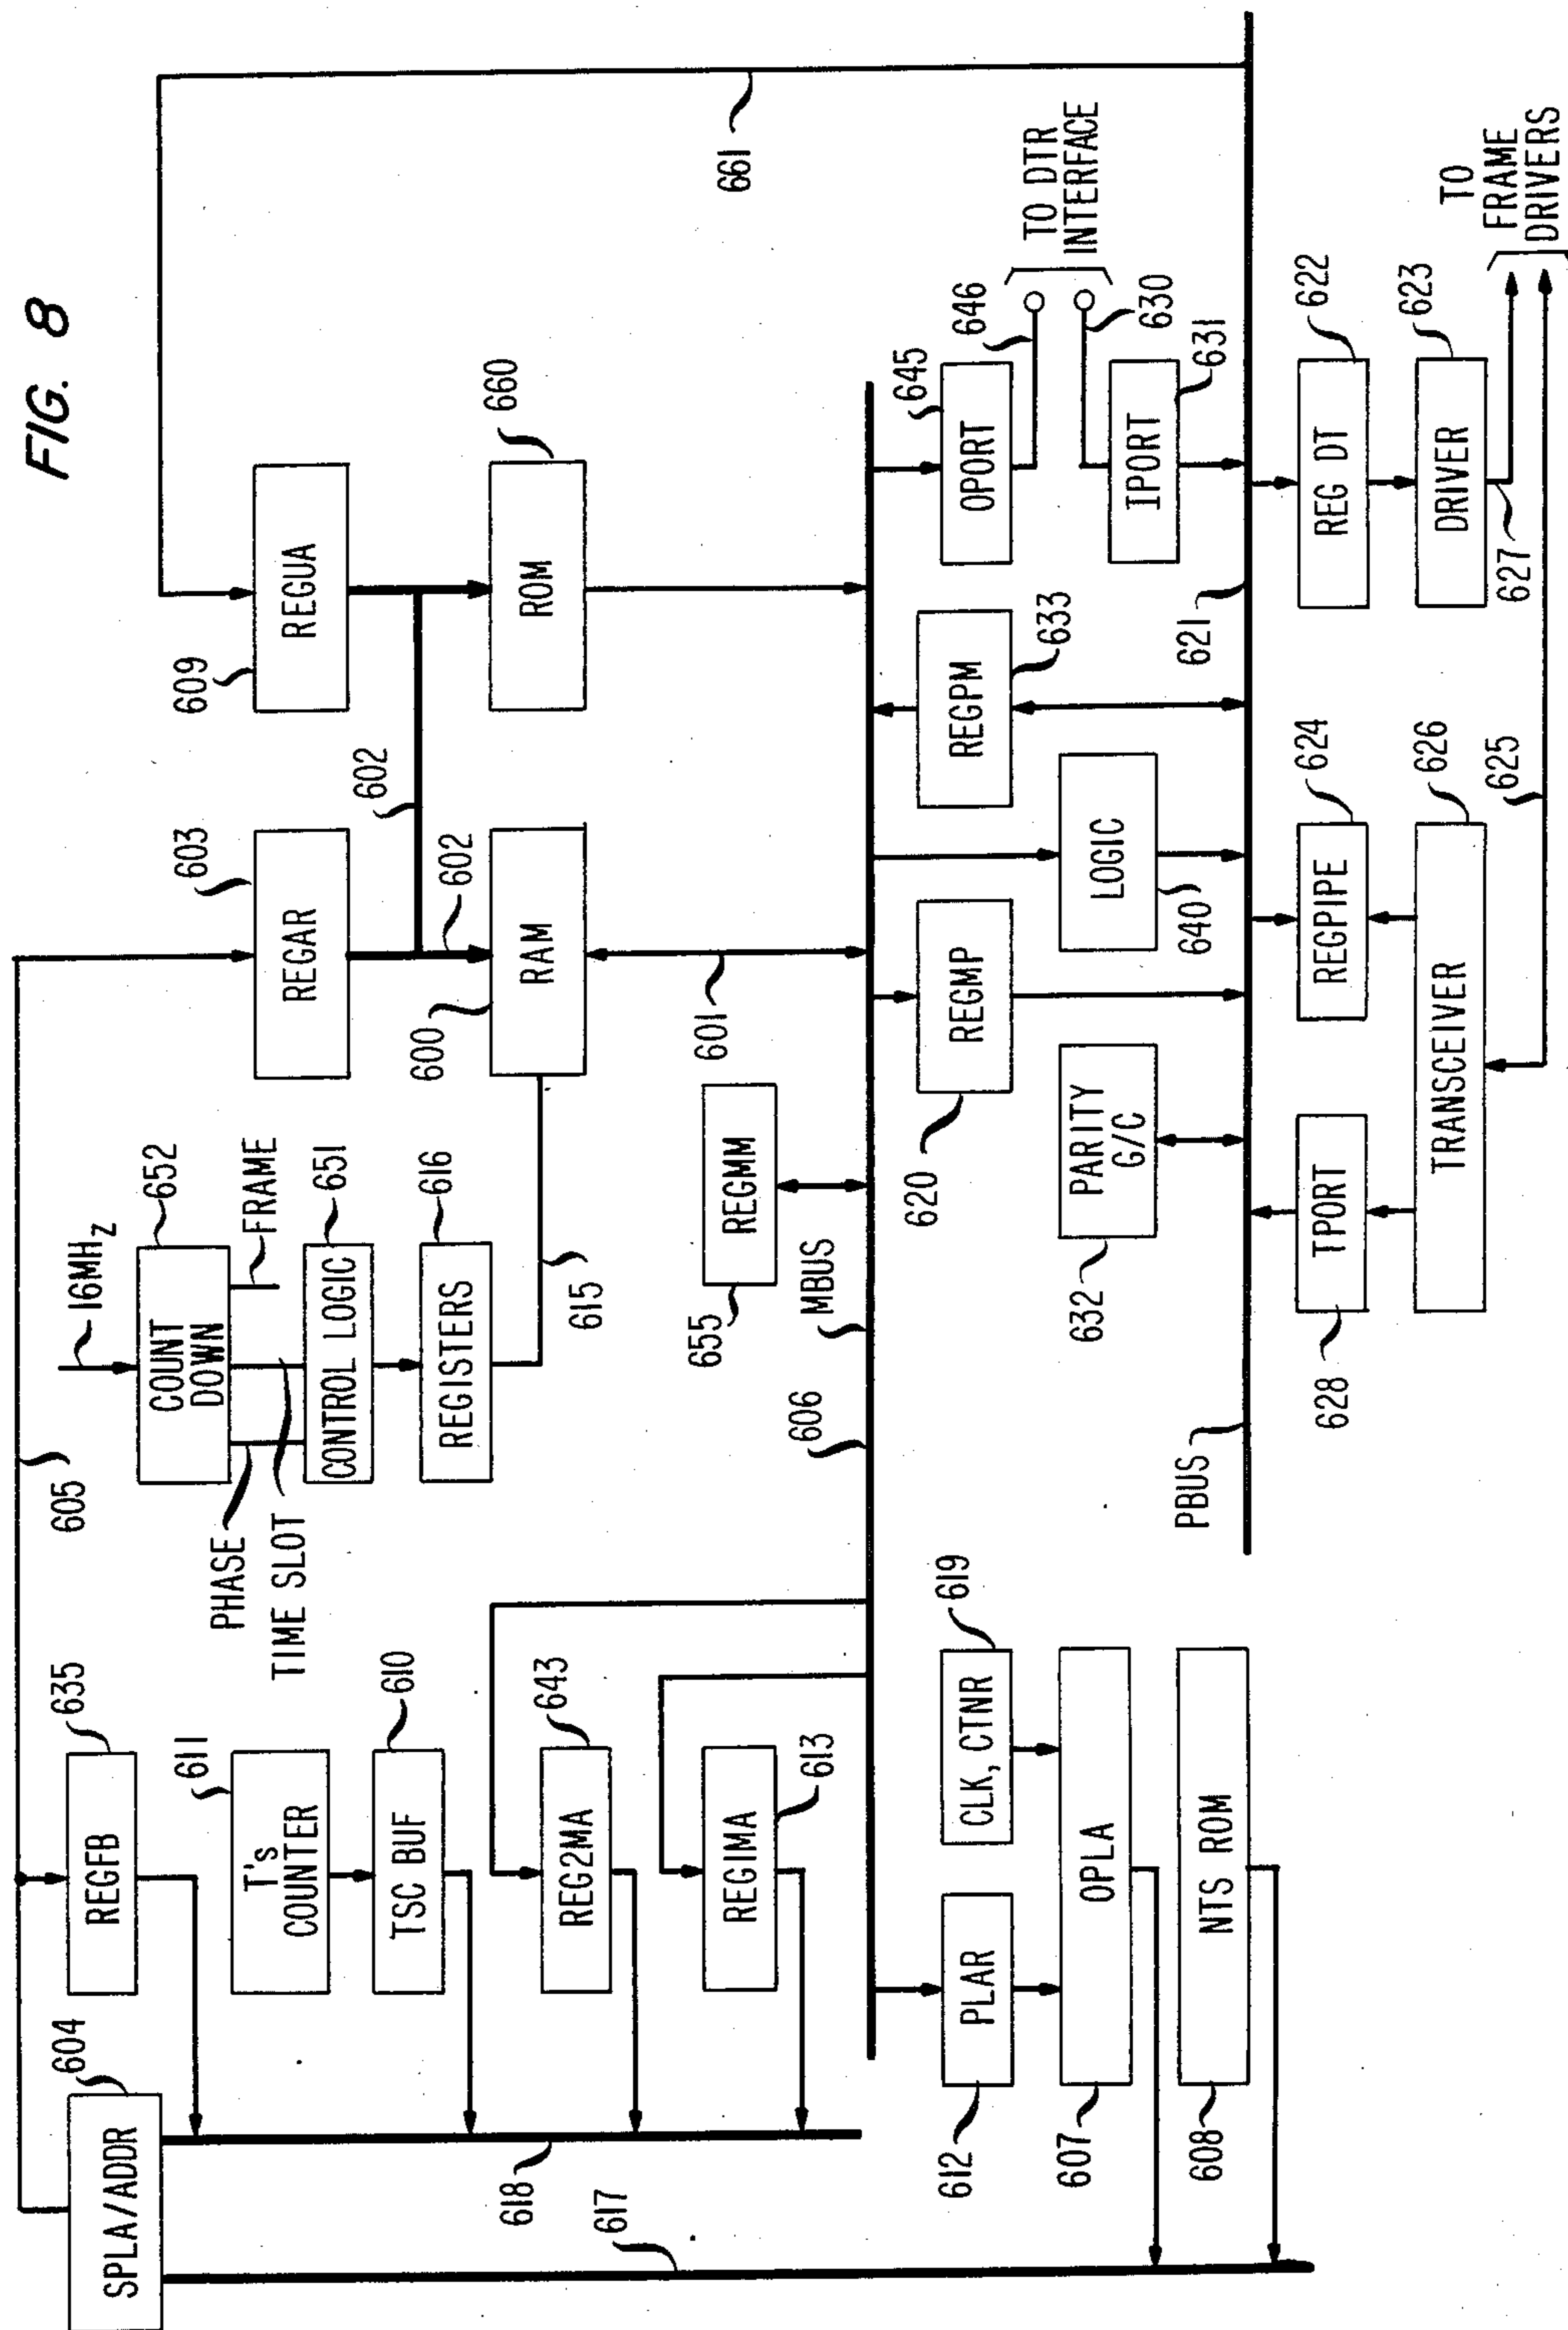 FIG. 8
604
SPLA/ADDR
635
REGFB
605
611
T's
COUNTER
610
TSC BUF
643
REG2MA
613
REG1MA
618
617
16MHz
652
COUNT
DOWN
FRAME
PHASE
TIME SLOT
651
CONTROL LOGIC
616
REGISTERS
615
603
REGAR
602
602
600
RAM
601
609
REGUA
660
ROM
661
655
REGMM
606
MBUS
612
PLAR
619
CLK, CTNR
607
OPLA
608
NTS ROM
620
REGMP
632
PARITY
G/C
640
LOGIC
633
REGPM
645
OPORT
646
630
TO DTR
INTERFACE
631
IPORT
PBUS
621
628
TPORT
624
REGPIPE
626
TRANSCEIVER
625
622
REG DT
623
DRIVER
627
TO
FRAME
DRIVERS